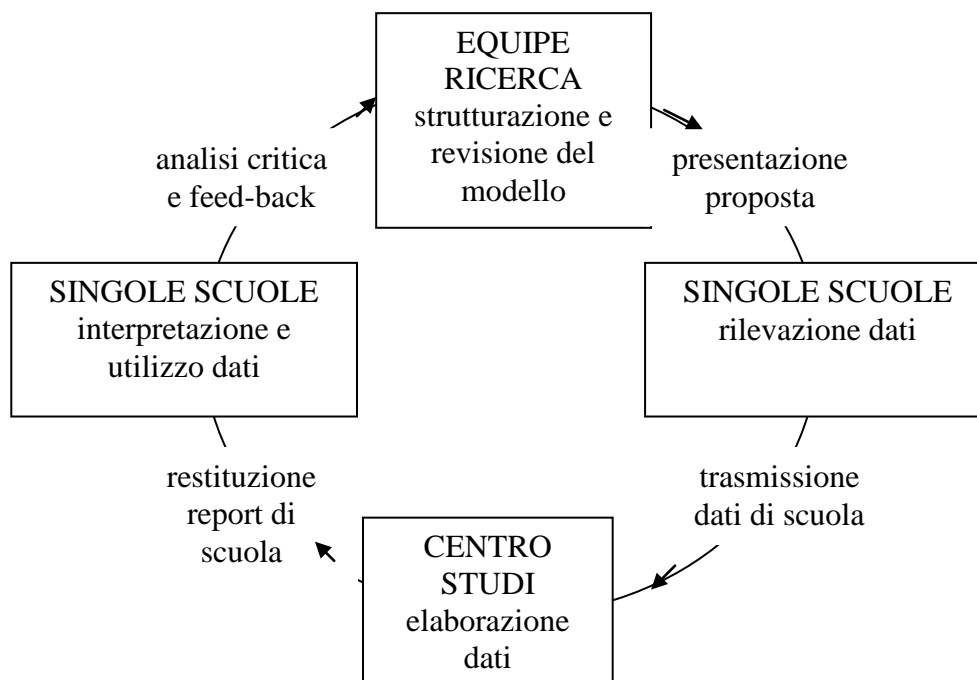 EQUIPE
RICERCA
strutturazione e
revisione del
modello
analisi critica
e feed-back
presentazione
proposta
SINGOLE SCUOLE
interpretazione e
utilizzo dati
SINGOLE SCUOLE
rilevazione dati
restituzione
report di
scuola
trasmissione
dati di scuola
CENTRO
STUDI
elaborazione
dati